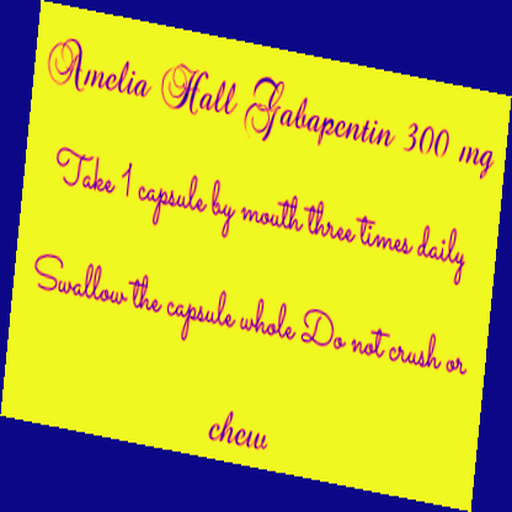 Amelia Hall Gabapentin 300 mg
Take 1 capsule by mouth three times daily
Swallow the capsule whole Do not crush or
chew